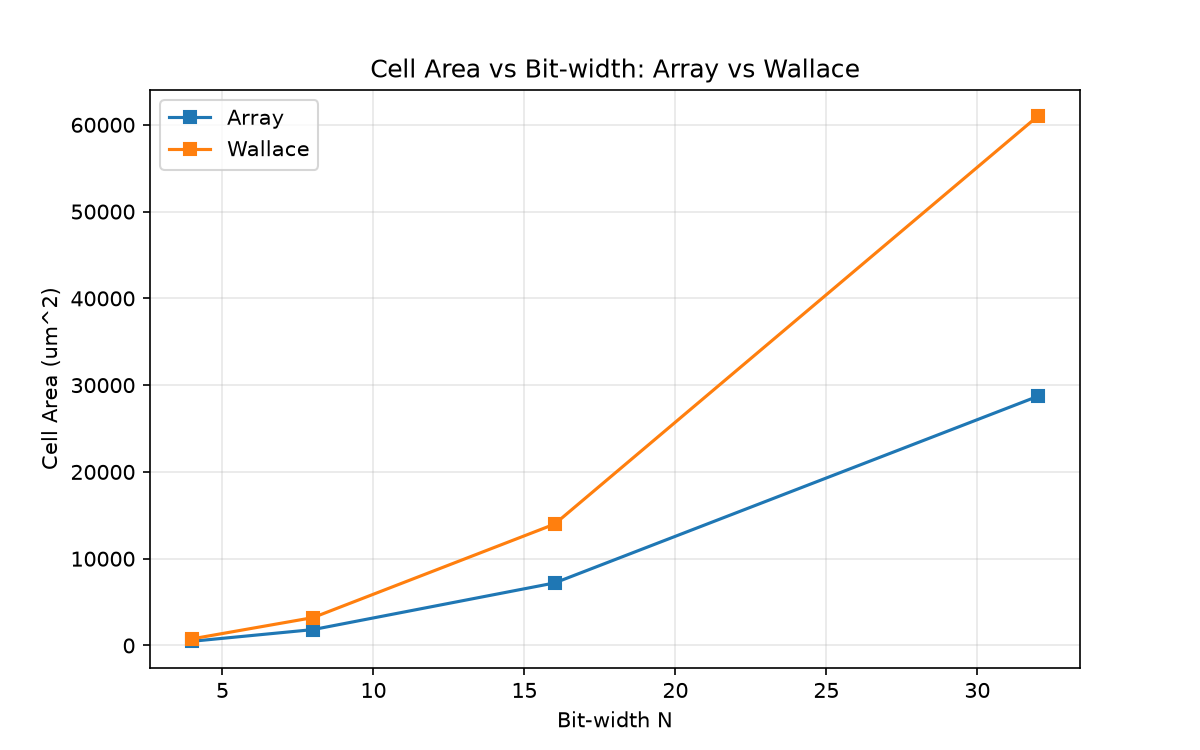 Cell Area vs Bit-width: Array vs Wallace
Array
Wallace
Cell Area (um^2)
60000
50000
40000
30000
20000
10000
0
5 10 15 20 25 30
Bit-width N